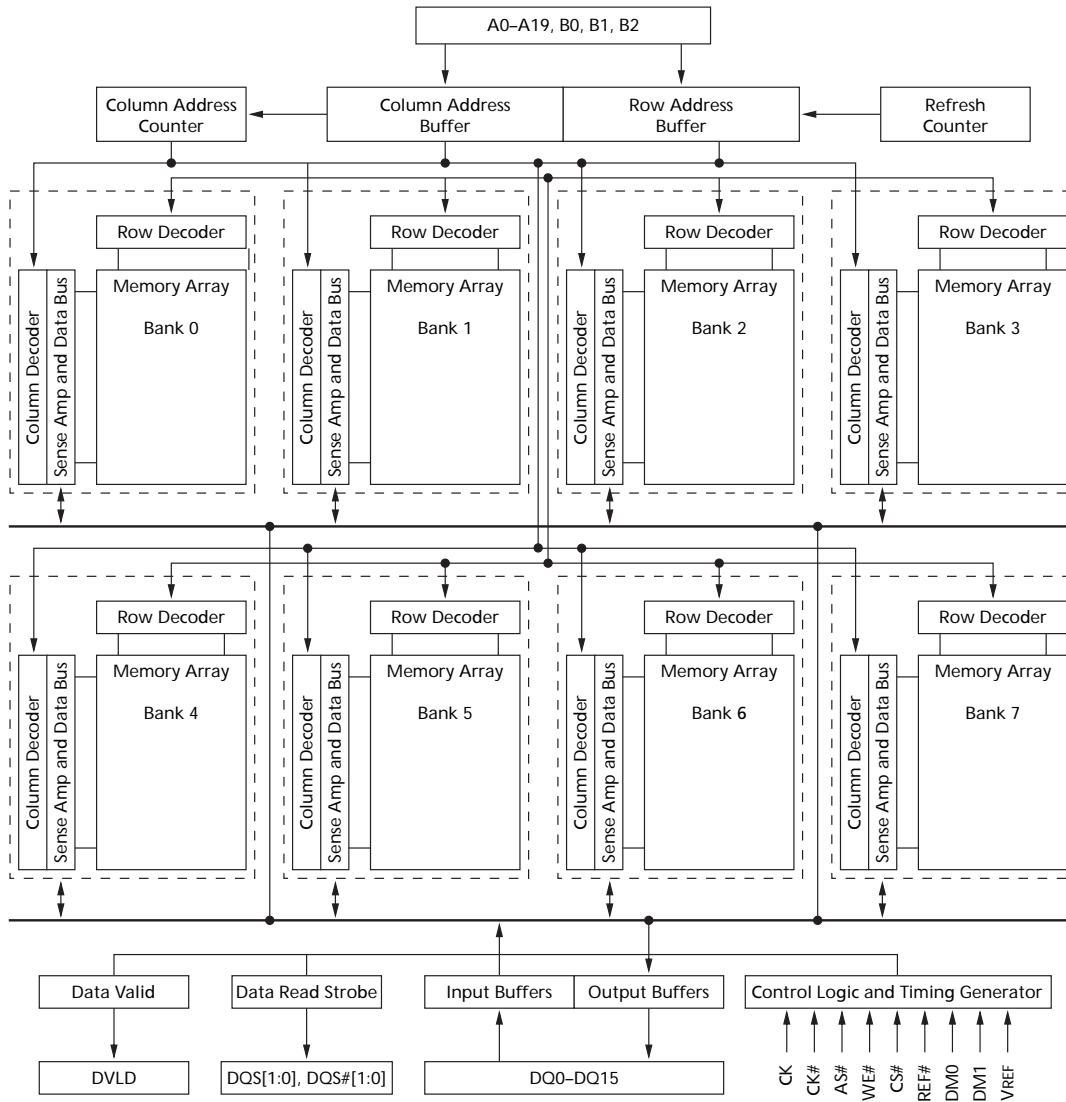 A0–A19, B0, B1, B2
Column Address
Counter
Column Address
Buffer
Row Address
Buffer
Refresh
Counter
Row Decoder
Row Decoder
Row Decoder
Row Decoder
Column Decoder
Sense Amp and Data Bus
Memory Array
Bank 0
Column Decoder
Sense Amp and Data Bus
Memory Array
Bank 1
Column Decoder
Sense Amp and Data Bus
Memory Array
Bank 2
Column Decoder
Sense Amp and Data Bus
Memory Array
Bank 3
Row Decoder
Row Decoder
Row Decoder
Row Decoder
Column Decoder
Sense Amp and Data Bus
Memory Array
Bank 4
Column Decoder
Sense Amp and Data Bus
Memory Array
Bank 5
Column Decoder
Sense Amp and Data Bus
Memory Array
Bank 6
Column Decoder
Sense Amp and Data Bus
Memory Array
Bank 7
Data Valid
Data Read Strobe
Input Buffers
Output Buffers
Control Logic and Timing Generator
DVLD
DQS[1:0], DQS#[1:0]
DQ0–DQ15
CK
CK#
AS#
WE#
CS#
REF#
DM0
DM1
VREF